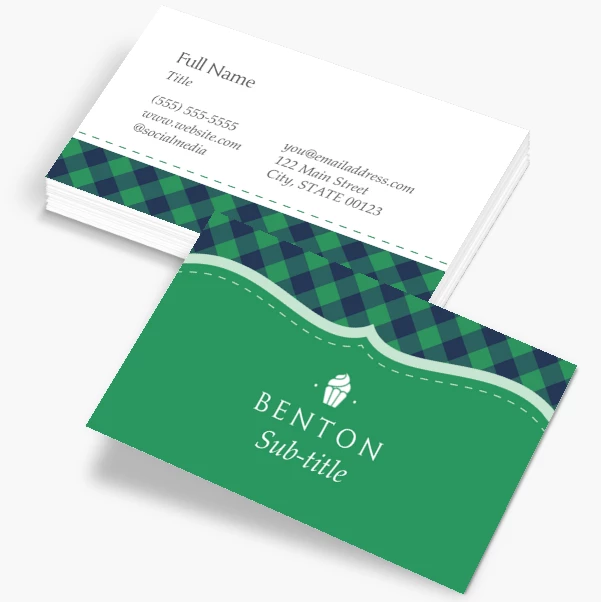 Full Name
Title
(555) 555-5555
www.website.com
@socialmedia
you@emailaddress.com
122 Main Street
City, STATE 00123
BENTON
Sub-title